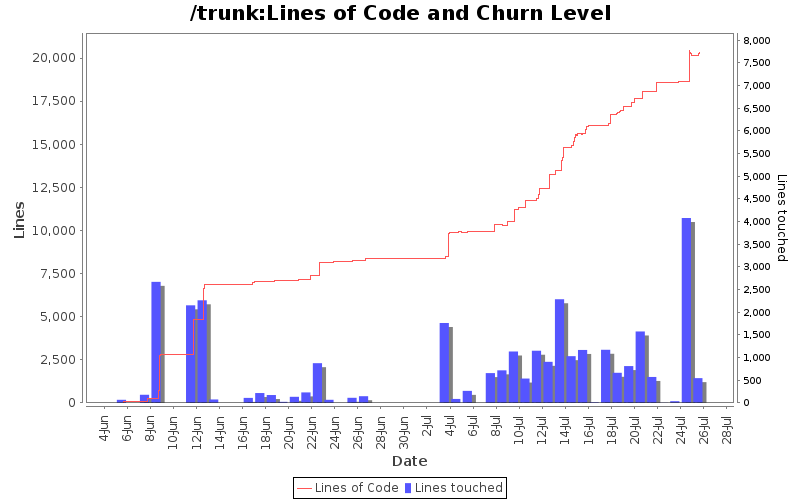 /trunk:Lines of Code and Churn Level
Lines
20,000
17,500
15,000
12,500
10,000
7,500
5,000
2,500
0
8,000
7,500
7,000
6,500
6,000
5,500
5,000
4,500
4,000
3,500
3,000
2,500
2,000
1,500
1,000
500
0
Lines touched
4-Jun
6-Jun
8-Jun
10-Jun
12-Jun
14-Jun
16-Jun
18-Jun
20-Jun
22-Jun
24-Jun
26-Jun
28-Jun
30-Jun
2-Jul
4-Jul
6-Jul
8-Jul
10-Jul
12-Jul
14-Jul
16-Jul
18-Jul
20-Jul
22-Jul
24-Jul
26-Jul
28-Jul
Date
Lines of Code Lines touched